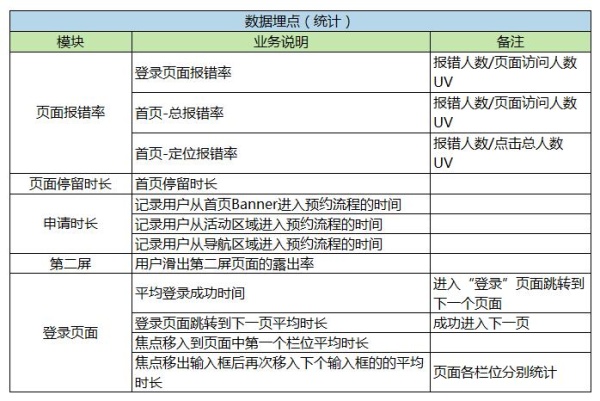 数据埋点（统计）
模块 业务说明 备注
页面报错率
登录页面报错率
报错人数/页面访问人数
UV
首页-总报错率
报错人数/页面访问人数
UV
首页-定位报错率
报错人数/点击总人数
UV
页面停留时长 首页停留时长
申请时长
记录用户从首页Banner进入预约流程的时间
记录用户从活动区域进入预约流程的时间
记录用户从导航区域进入预约流程的时间
第二屏 用户滑出第二屏页面的露出率
登录页面
平均登录成功时间
进入“登录”页面跳转到
下一个页面
登录页面跳转到下一页平均时长 成功进入下一页
焦点移入到页面中第一个栏位平均时长
焦点移出输入框后再次移入下个输入框的的平均
时长
页面各栏位分别统计